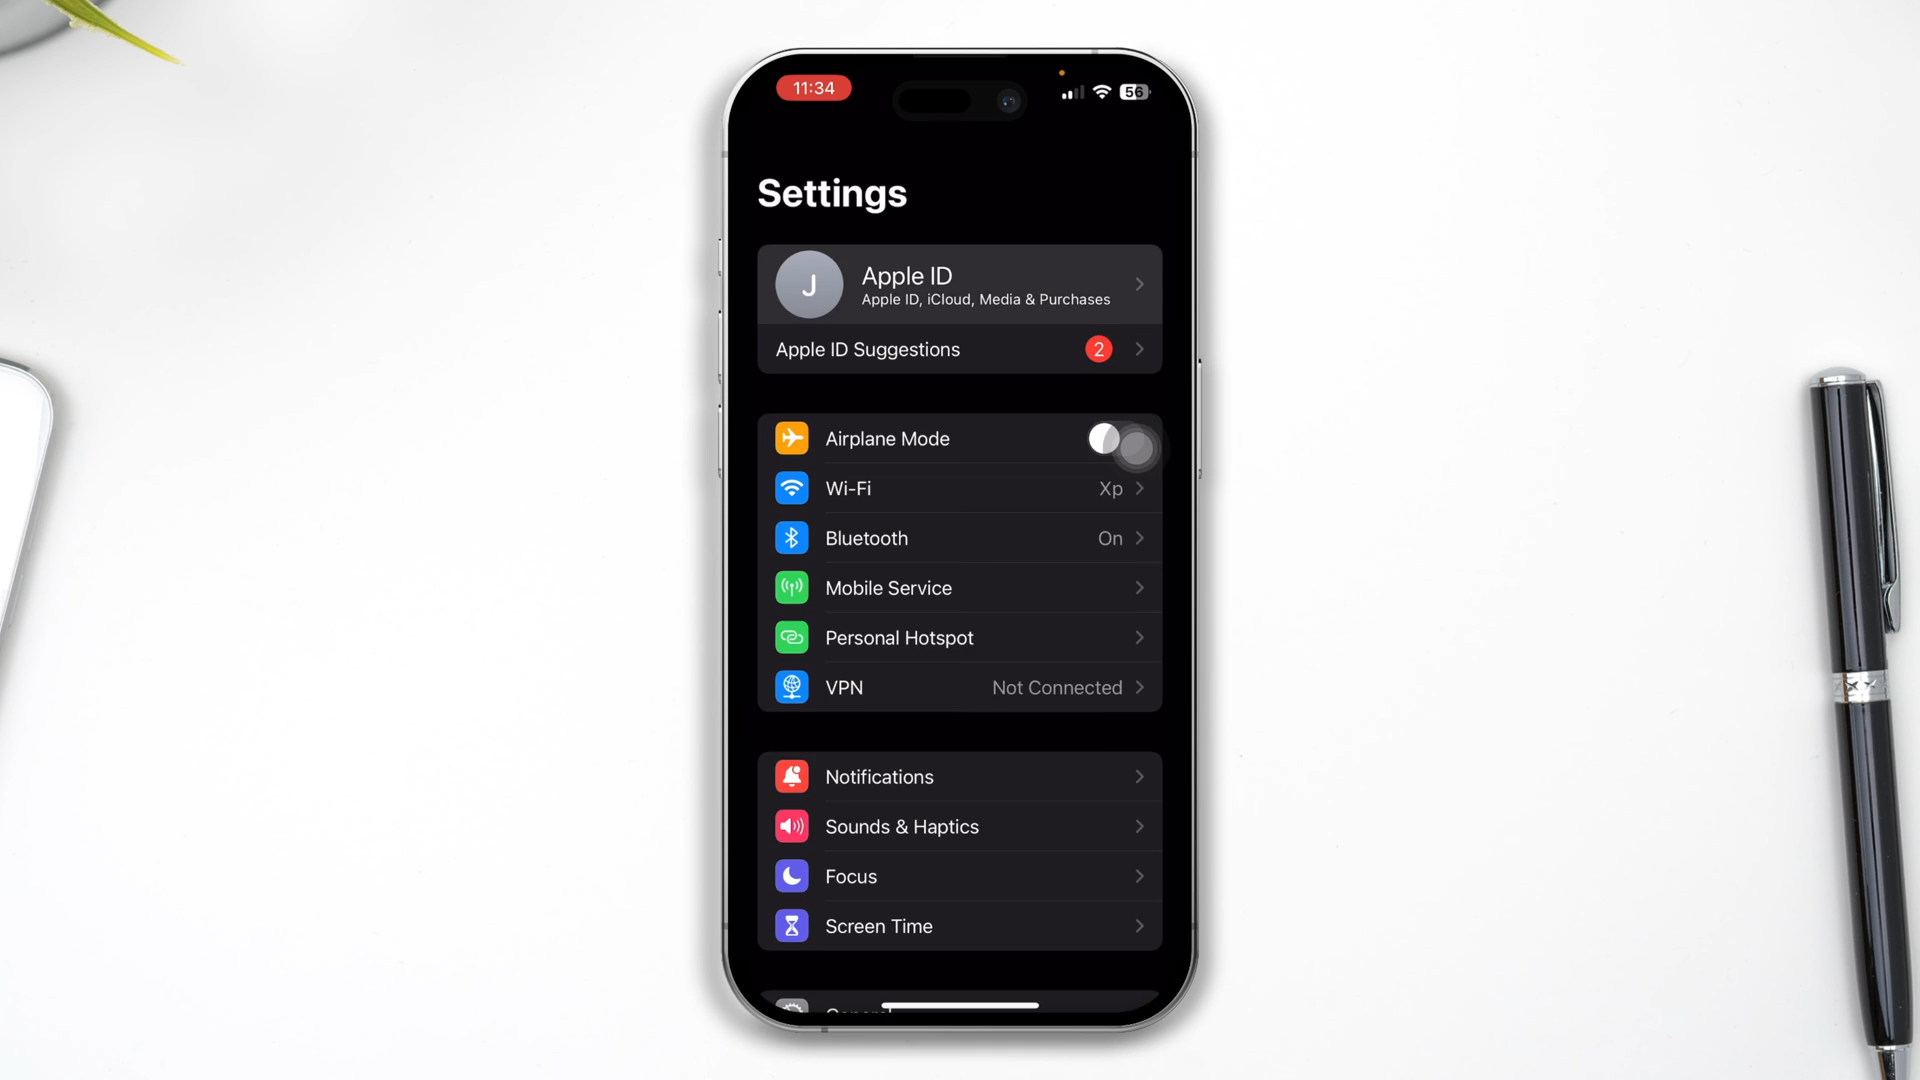 11:34
56
Settings
J
Apple ID
Apple ID, iCloud, Media & Purchases
Apple ID Suggestions
2
Airplane Mode
Wi-Fi
Xp
Bluetooth
On
Mobile Service
Personal Hotspot
VPN
Not Connected
Notifications
Sounds & Haptics
Focus
Screen Time
General